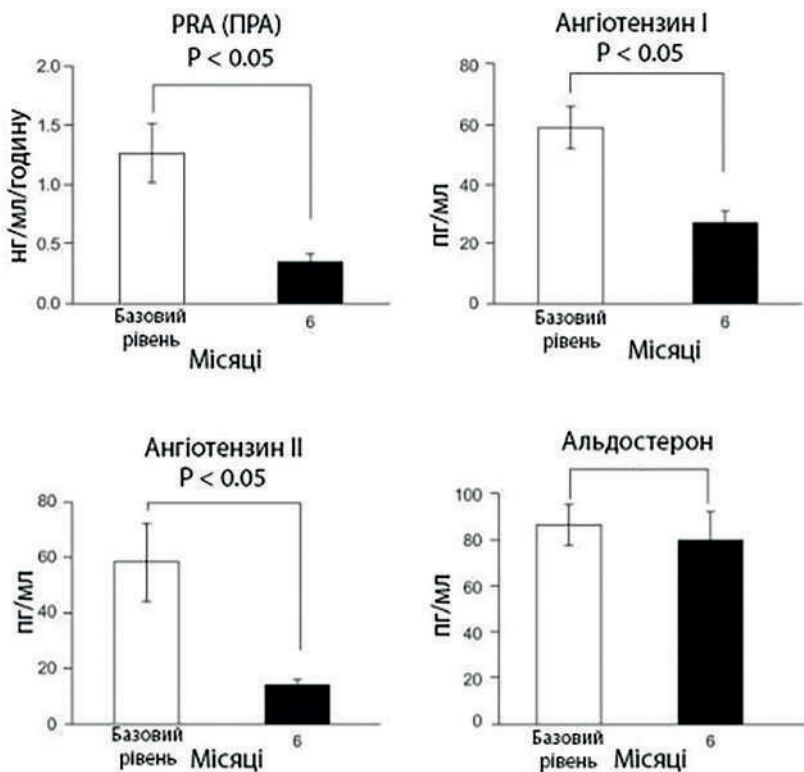 PRA (ПРА)
P < 0.05
2.0
1.5
1.0
0.5
0.0
нг/мл/годину
Базовий
рівень
6
Місяці
Ангіотензин I
P < 0.05
80
60
40
20
0
пг/мл
Базовий
рівень
6
Місяці
Ангіотензин II
P < 0.05
80
60
40
20
0
пг/мл
Базовий
рівень
6
Місяці
Альдостерон
100
80
60
40
20
0
пг/мл
Базовий
рівень
6
Місяці